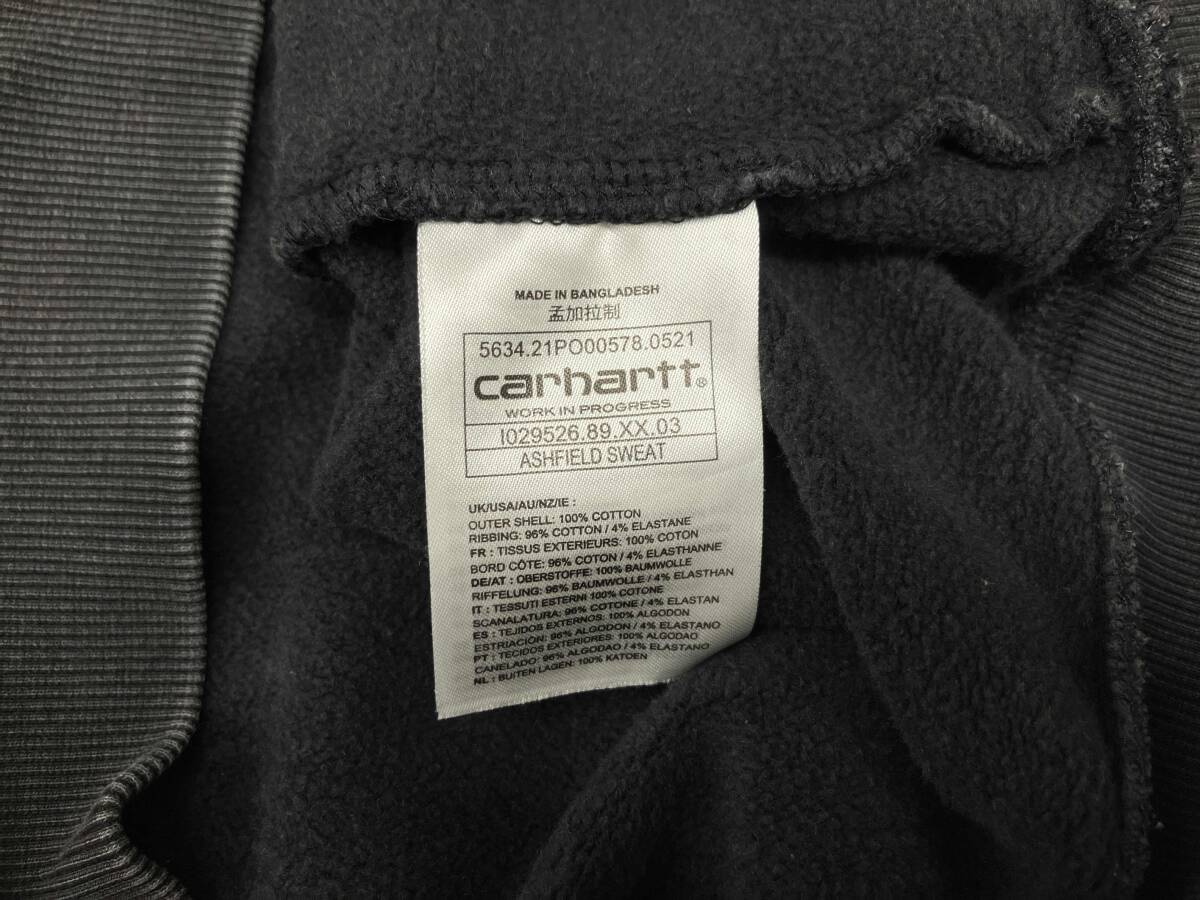 MADE IN BANGLADESH
孟加拉制
5634.21PO00578.0521
carhartt®
WORK IN PROGRESS
I029526.89.XX.03
ASHFIELD SWEAT
UK/USA/AU/NZ/IE :
OUTER SHELL: 100% COTTON
RIBBING: 96% COTTON / 4% ELASTANE
FR : TISSUS EXTERIEURS: 100% COTON
BORD CÔTE: 96% COTON / 4% ELASTHANNE
DE/AT : OBERSTOFFE: 100% BAUMWOLLE
RIFFELUNG: 96% BAUMWOLLE / 4% ELASTHAN
IT : TESSUTI ESTERNI 100% COTONE
SCANALATURA: 96% COTONE / 4% ELASTAN
ES : TEJIDOS EXTERNOS: 100% ALGODON
ESTRIACIÓN: 96% ALGODON / 4% ELASTANO
PT : TECIDOS EXTERIORES: 100% ALGODAO
CANELADO: 96% ALGODAO / 4% ELASTANO
NL : BUITEN LAGEN: 100% KATOEN